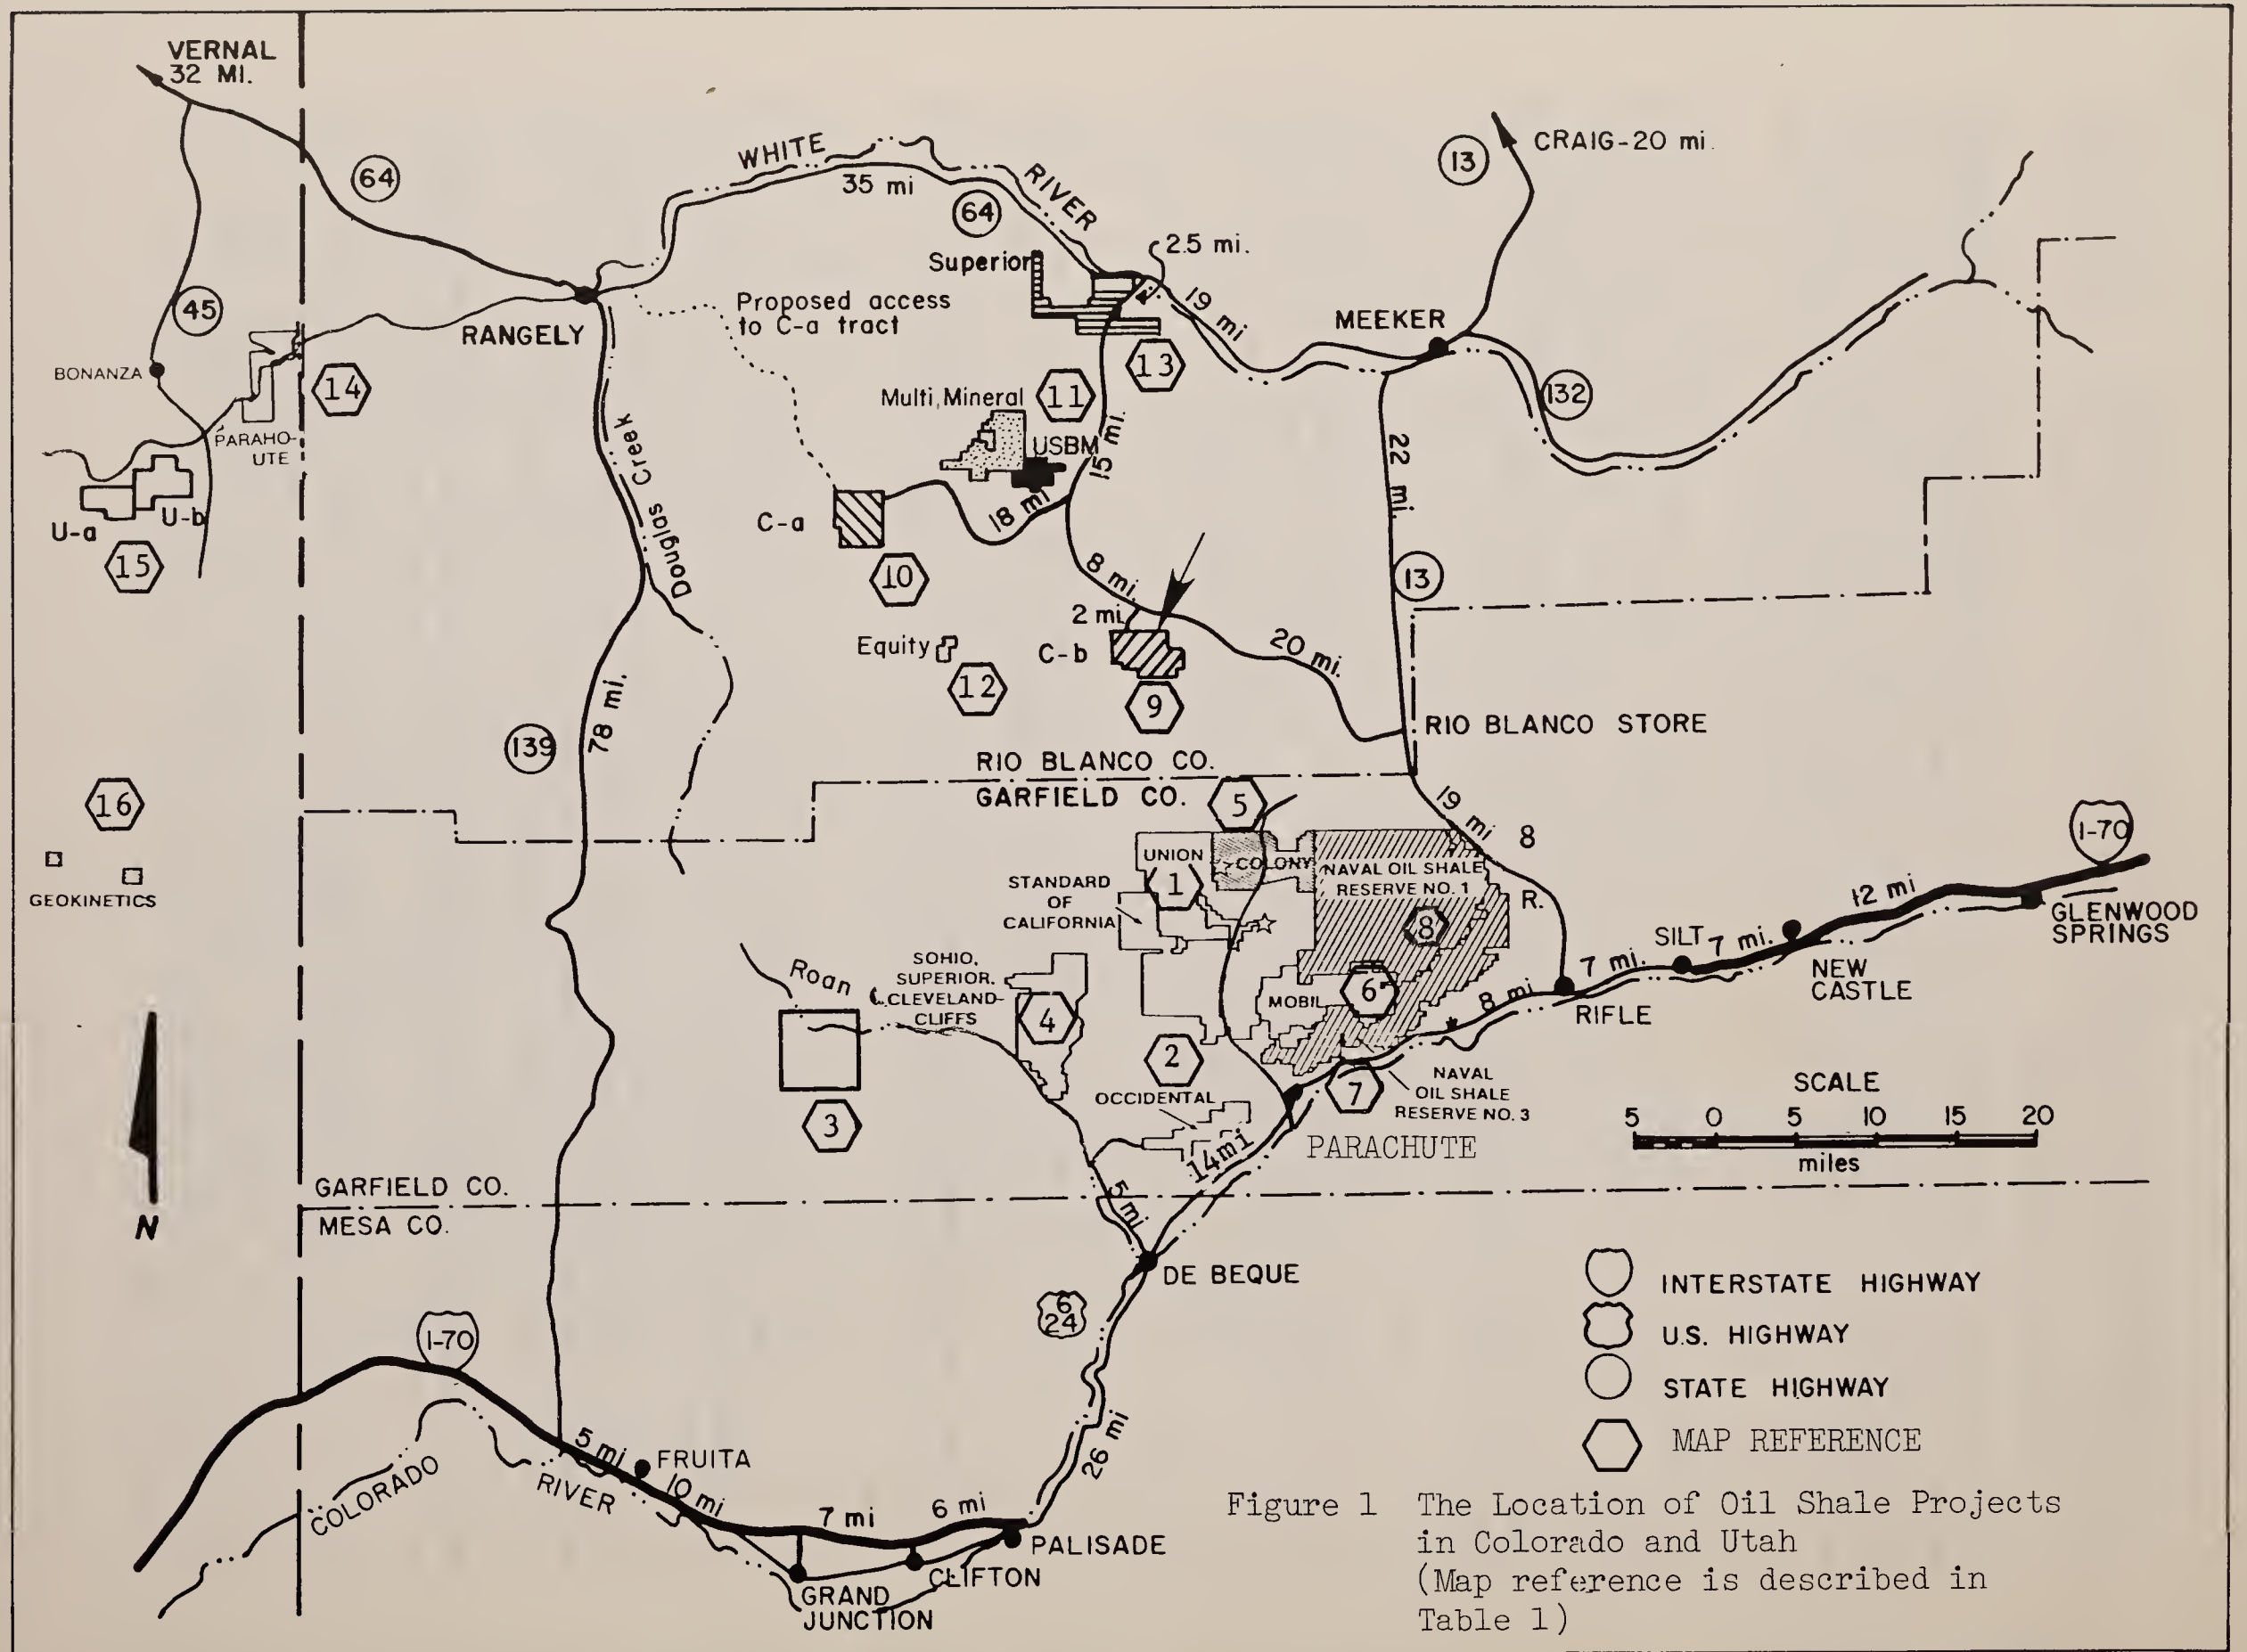 VERNAL
32 MI.
64
WHITE
RIVER
35 mi
64
13
CRAIG-20 mi.
2.5 mi.
Superior
19 mi
Proposed access
to C-a tract
45
RANGELY
MEEKER
BONANZA
14
13
11
132
Multi Mineral
PARAHO-
UTE
USBM
15 mi.
22 mi.
Douglas Creek
U-a
U-b
15
C-a
18 mi
10
8 mi.
13
2 mi.
C-b
20 mi.
Equity
12
9
78 mi.
139
RIO BLANCO STORE
RIO BLANCO CO.
GARFIELD CO.
16
GEOKINETICS
5
19 mi
8
I-70
UNION
COLONY
NAVAL OIL SHALE
RESERVE NO. 1
1
STANDARD
OF
CALIFORNIA
R.
8
12 mi
GLENWOOD
SPRINGS
SILT
7 mi.
NEW
CASTLE
7 mi.
RIFLE
8 mi
Roan
SOHIO,
SUPERIOR,
CLEVELAND-
CLIFFS
4
MOBIL
6
3
2
7
NAVAL
OIL SHALE
RESERVE NO. 3
OCCIDENTAL
14mi
PARACHUTE
SCALE
5 0 5 10 15 20
miles
GARFIELD CO.
MESA CO.
N
5 mi
DE BEQUE
6
24
I-70
26 mi
5 mi
FRUITA
10 mi
COLORADO
RIVER
7 mi
6 mi
PALISADE
CLIFTON
GRAND
JUNCTION
INTERSTATE HIGHWAY
U.S. HIGHWAY
STATE HIGHWAY
MAP REFERENCE
Figure 1 The Location of Oil Shale Projects
in Colorado and Utah
(Map reference is described in
Table 1)